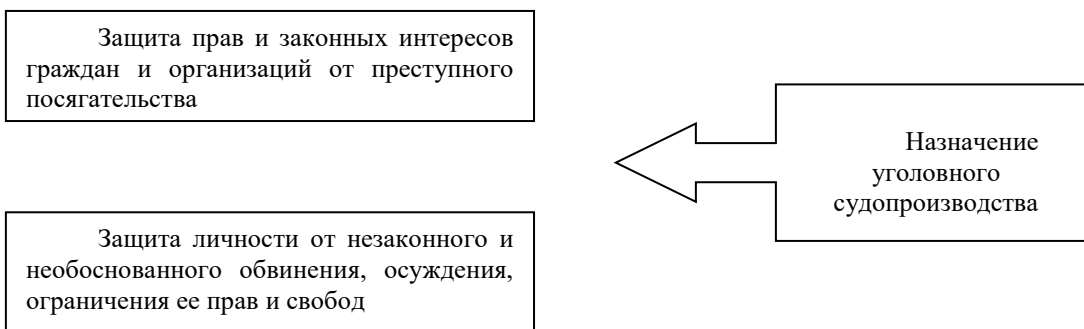 Защита прав и законных интересов
граждан и организаций от преступного
посягательства
Назначение
уголовного
судопроизводства
Защита личности от незаконного и
необоснованного обвинения, осуждения,
ограничения ее прав и свобод